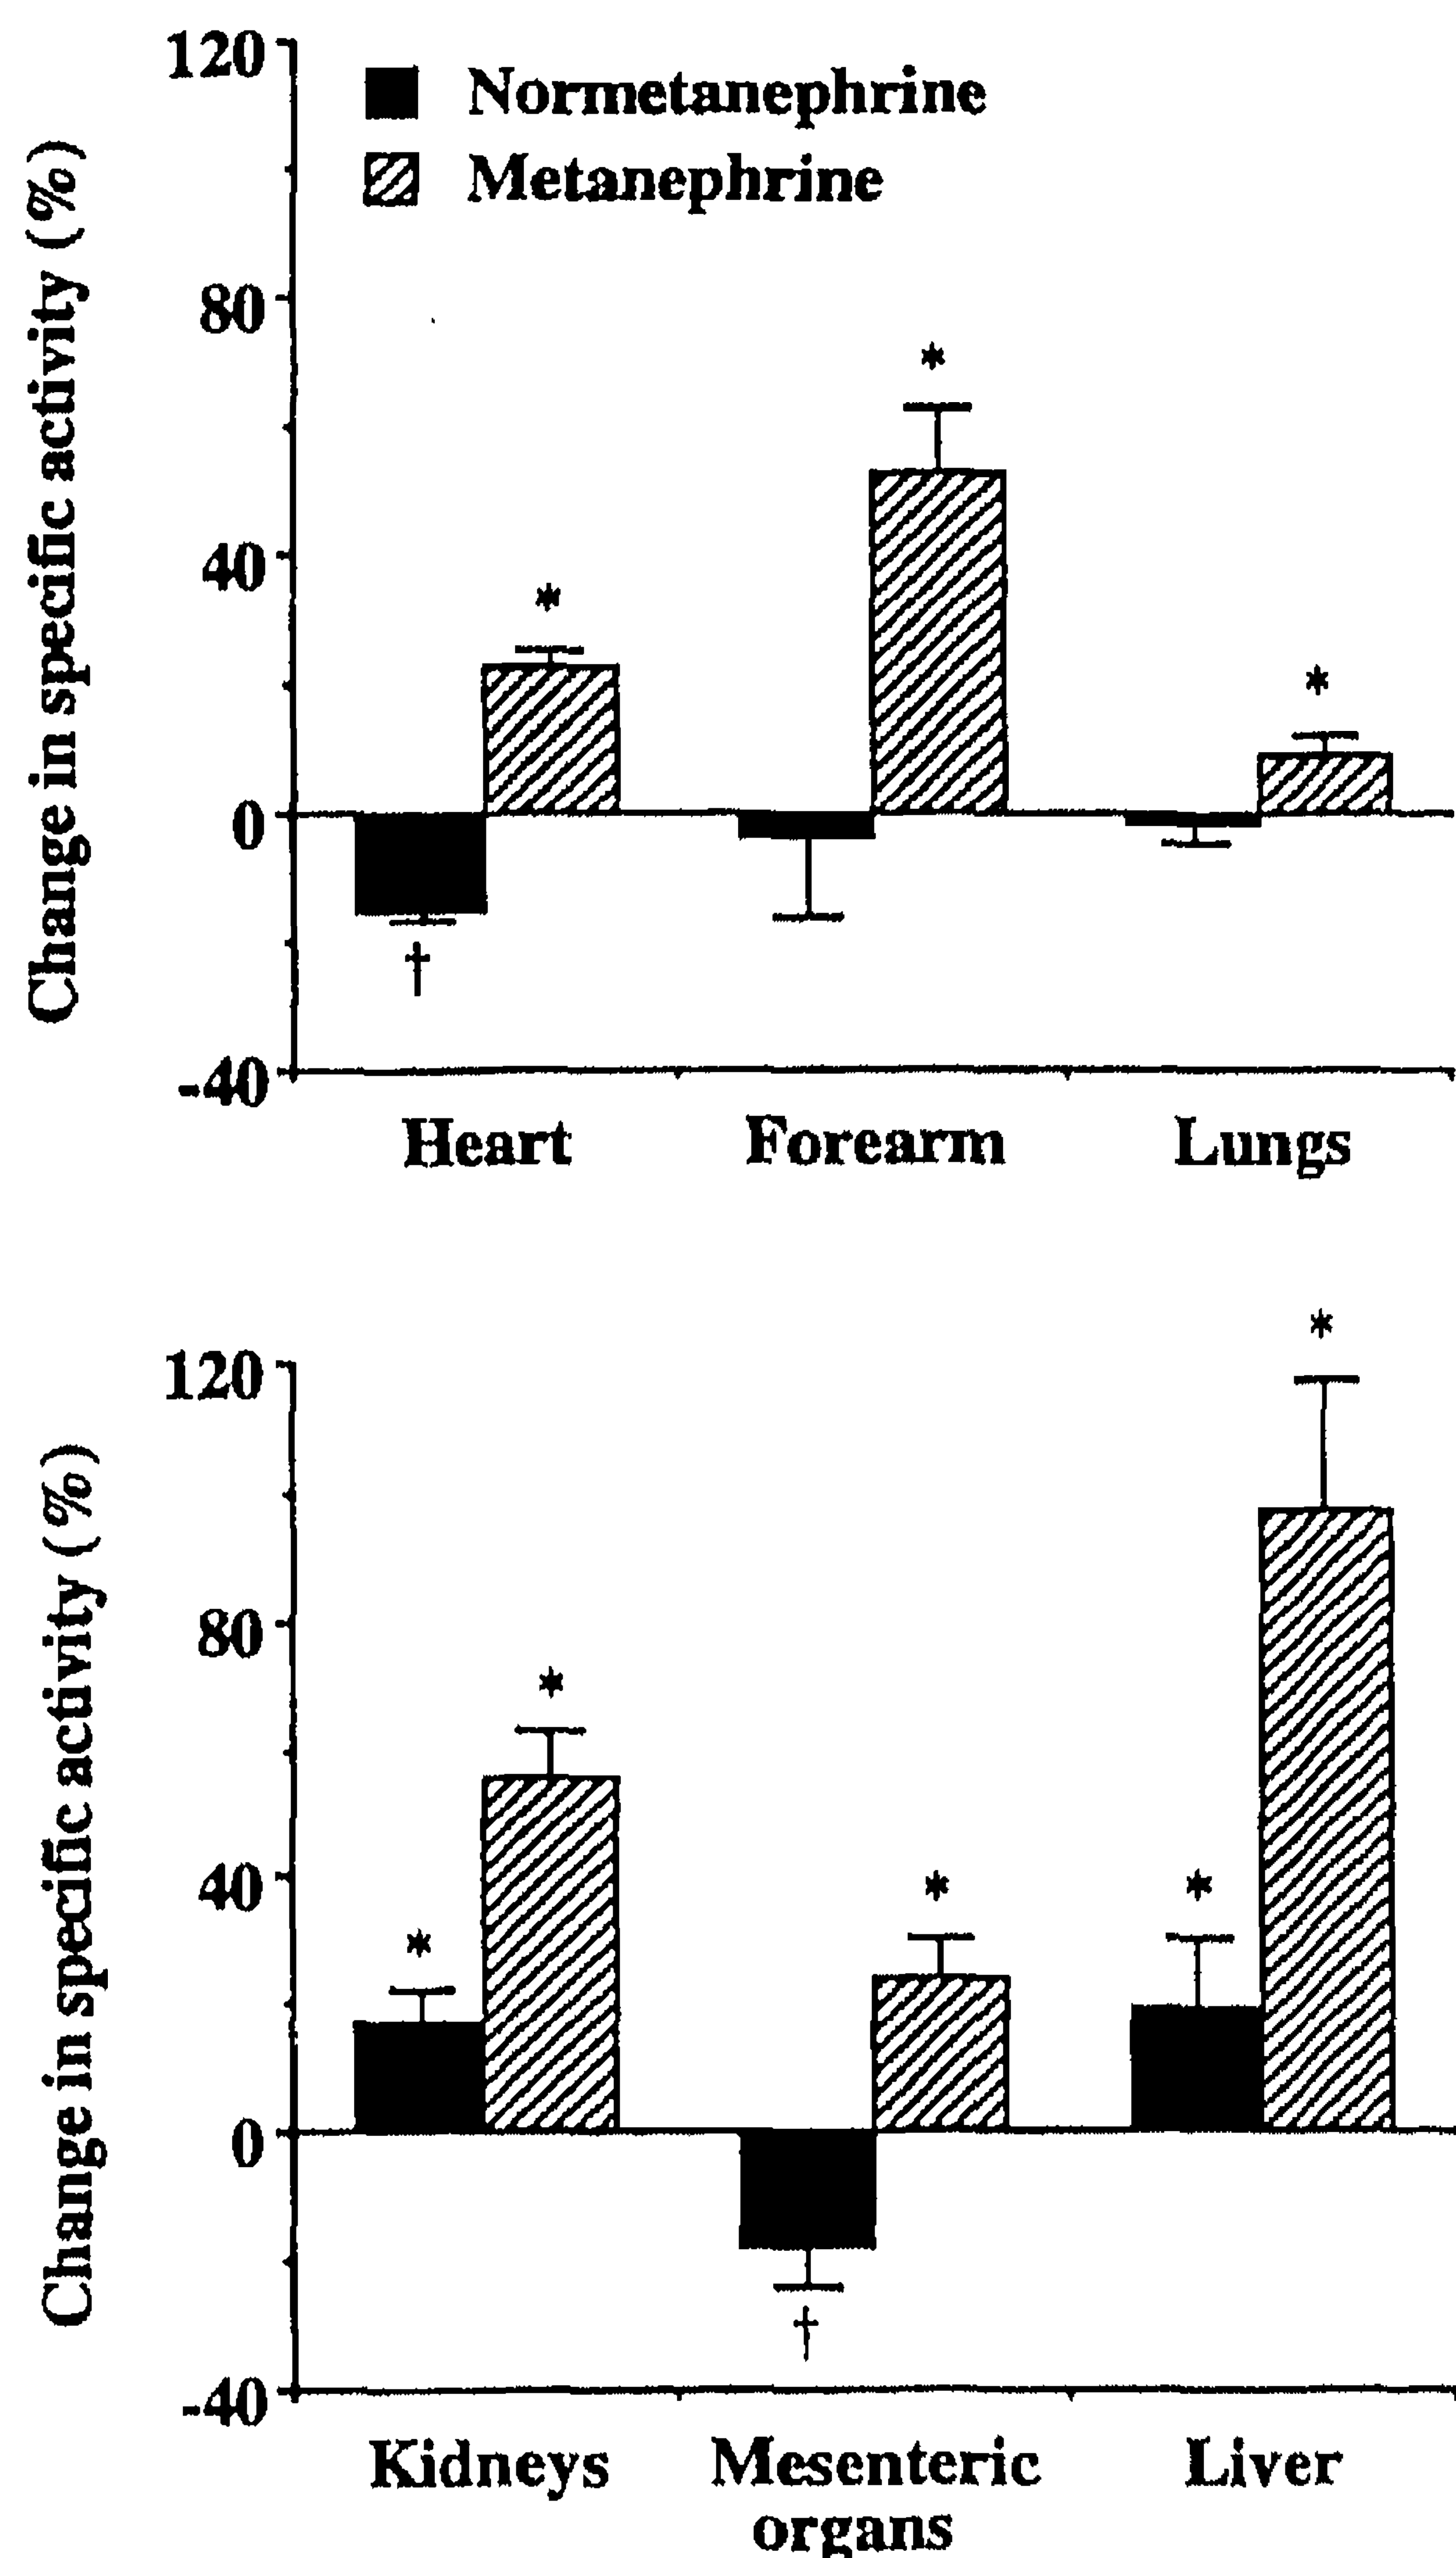 120
Normetanephrine
Metanephrine
80
*
*
40
*
0
†
-40
Change in specific activity (%)
Heart Forearm Lungs
*
120
80
*
40
* * *
0
†
-40
Change in specific activity (%)
Kidneys Mesenteric organs Liver